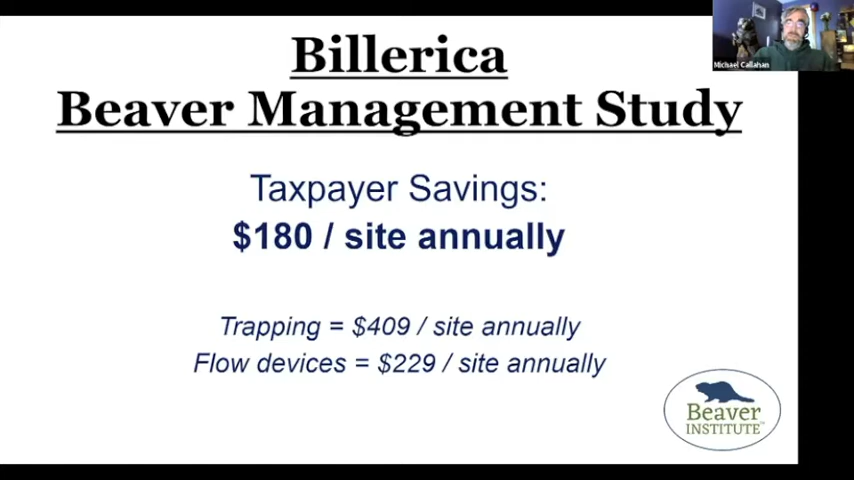 Billerica
Beaver Management Study
Taxpayer Savings:
$180 / site annually
Trapping = $409 / site annually
Flow devices = $229 / site annually
Beaver
INSTITUTE™
Michael Callahan